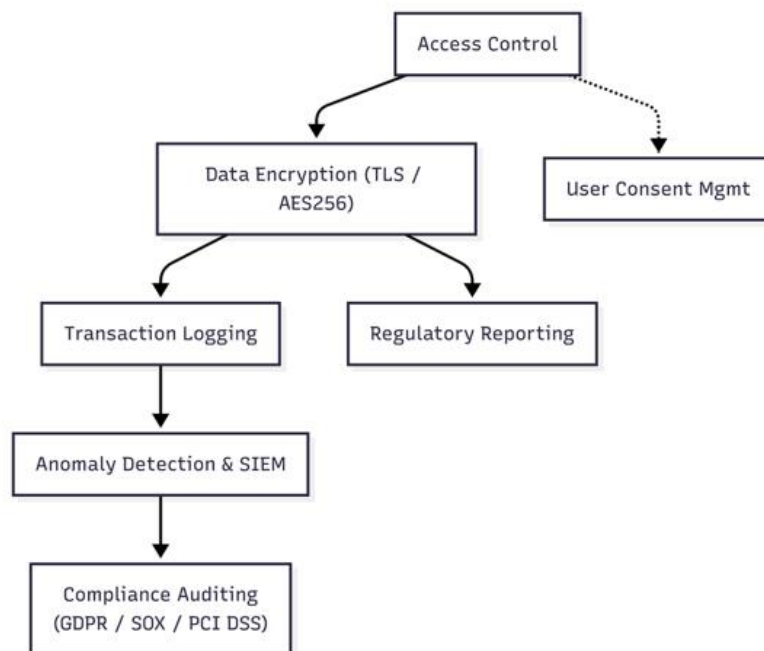 Access Control
Data Encryption (TLS /
AES256)
User Consent Mgmt
Transaction Logging
Regulatory Reporting
Anomaly Detection & SIEM
Compliance Auditing
(GDPR / SOX / PCI DSS)